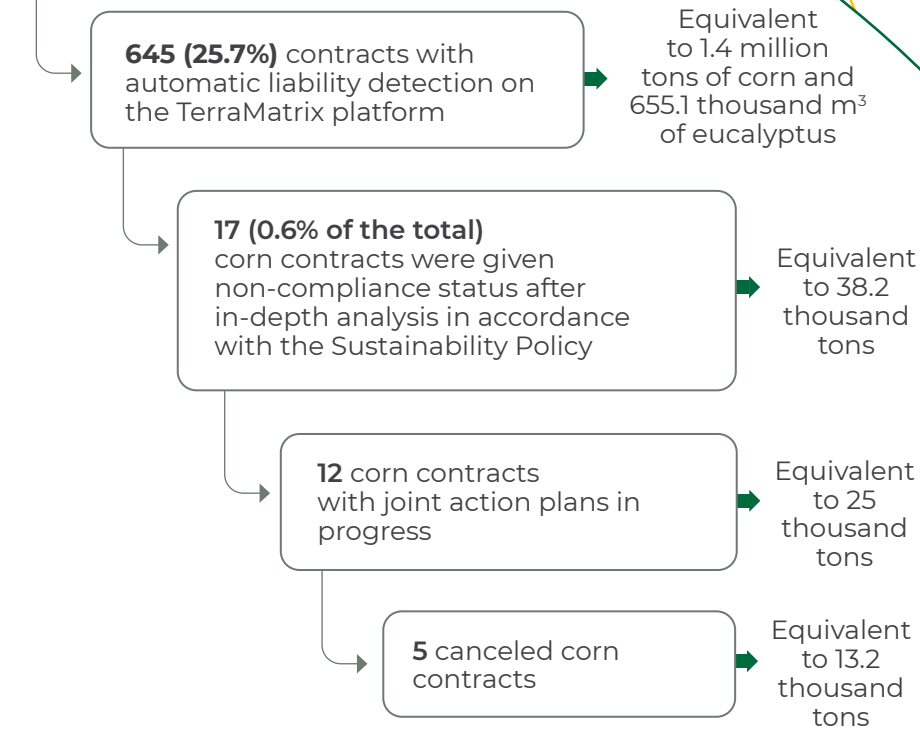 645 (25.7%) contracts with
automatic liability detection on
the TerraMatrix platform
Equivalent
to 1.4 million
tons of corn and
655.1 thousand m³
of eucalyptus
17 (0.6% of the total)
corn contracts were given
non-compliance status after
in-depth analysis in accordance
with the Sustainability Policy
Equivalent
to 38.2
thousand
tons
12 corn contracts
with joint action plans in
progress
Equivalent
to 25
thousand
tons
5 canceled corn
contracts
Equivalent
to 13.2
thousand
tons